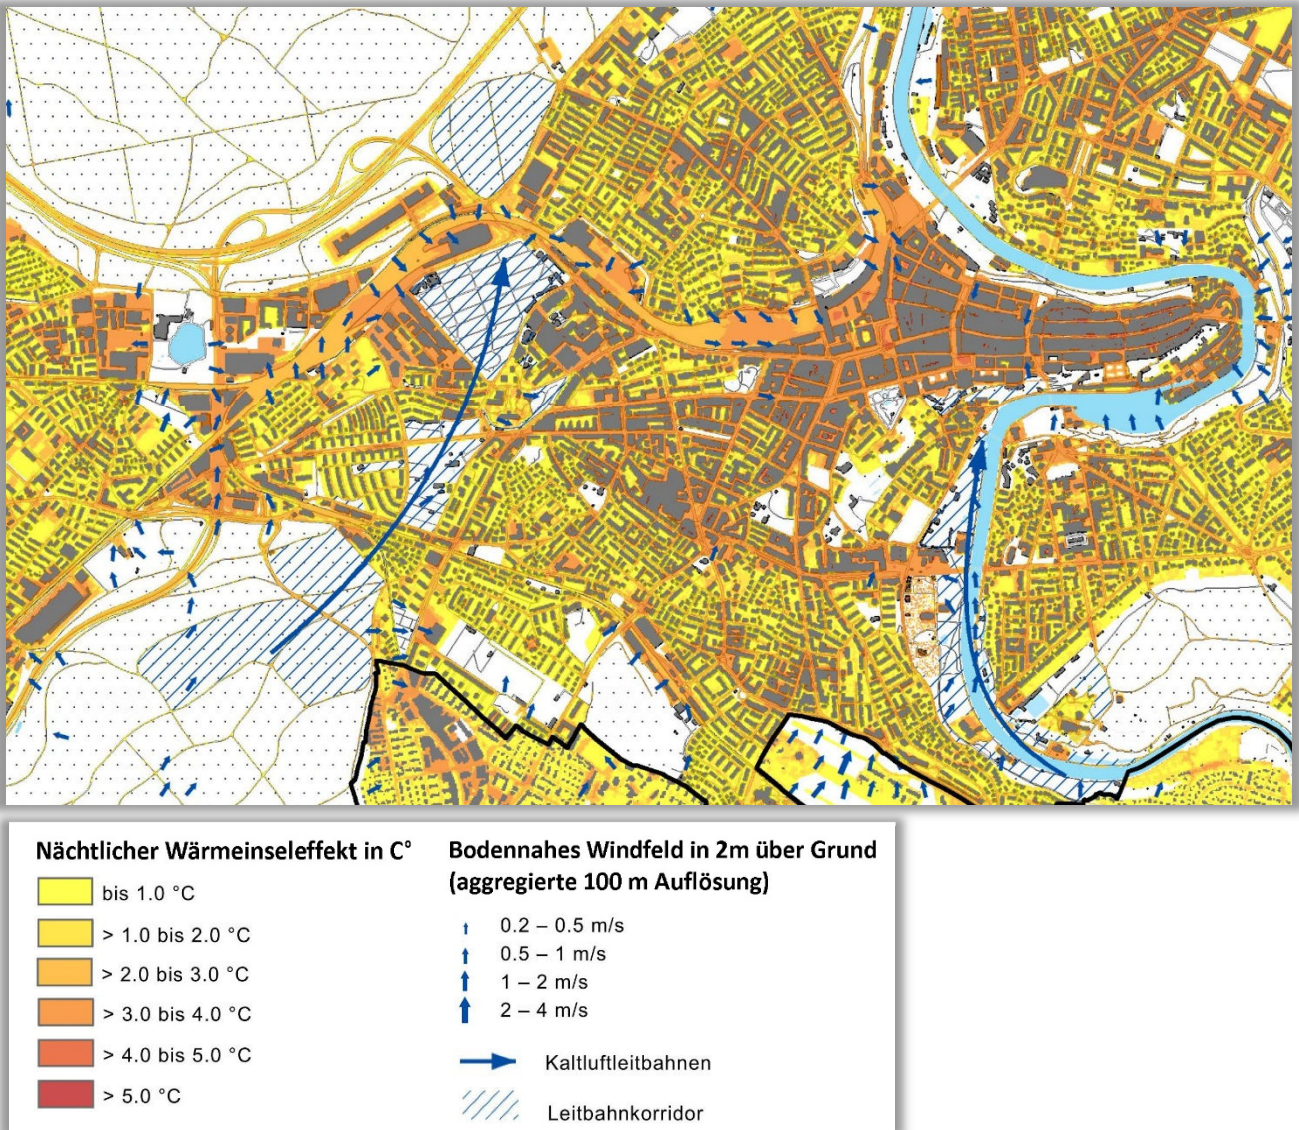 Nächtlicher Wärmeinseleffekt in C°
bis 1.0 °C
> 1.0 bis 2.0 °C
> 2.0 bis 3.0 °C
> 3.0 bis 4.0 °C
> 4.0 bis 5.0 °C
> 5.0 °C
Bodennahes Windfeld in 2m über Grund
(aggregierte 100 m Auflösung)
0.2 – 0.5 m/s
0.5 – 1 m/s
1 – 2 m/s
2 – 4 m/s
Kaltluftleitbahnen
Leitbahnkorridor